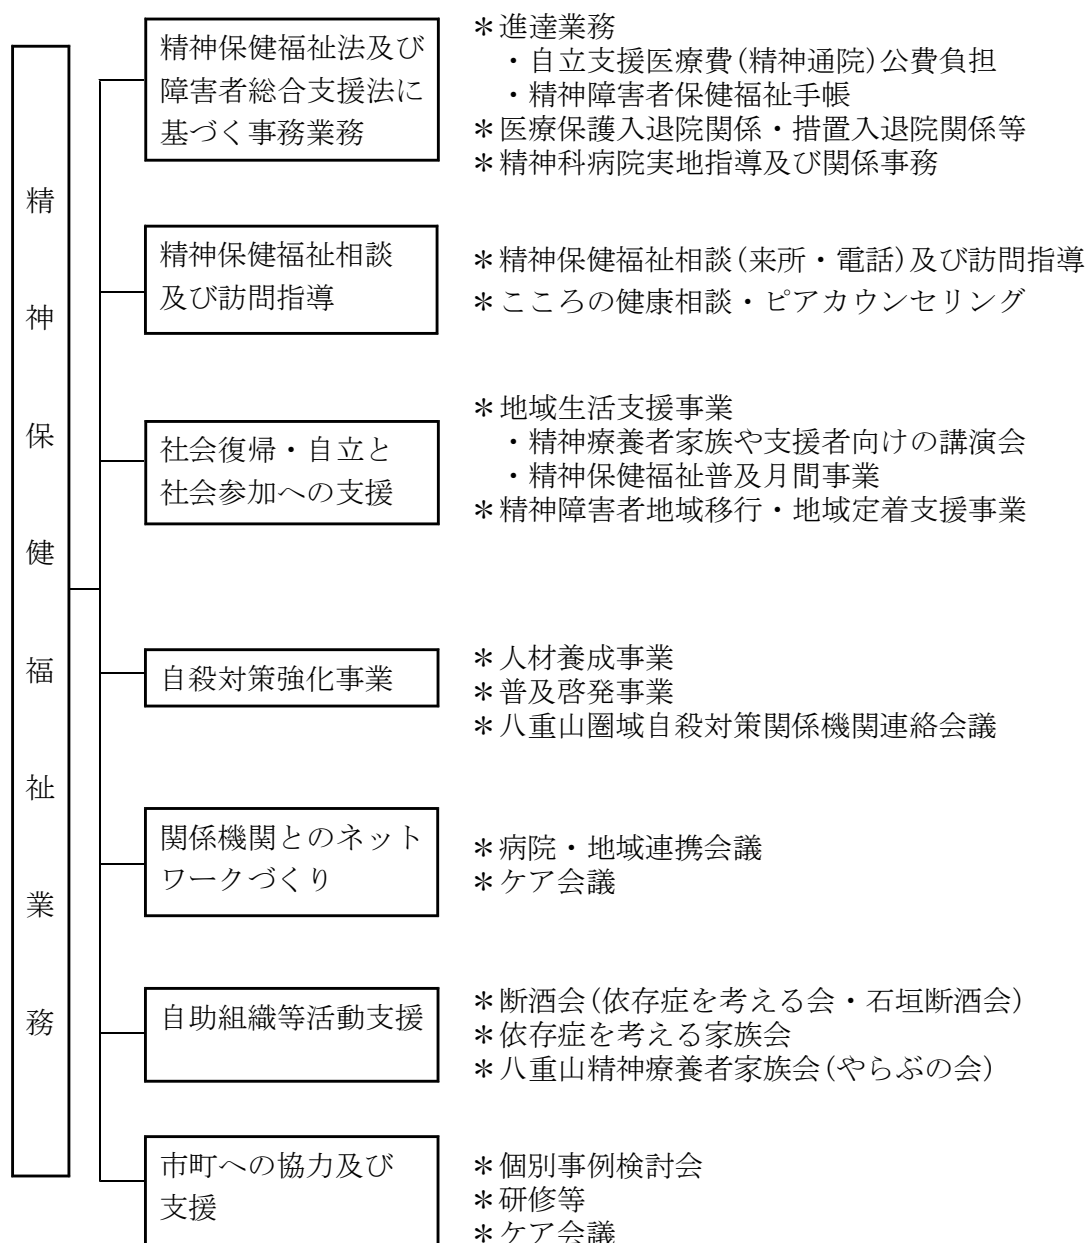 精神保健福祉業務
精神保健福祉法及び
障害者総合支援法に
基づく事務業務
＊進達業務
・自立支援医療費(精神通院)公費負担
・精神障害者保健福祉手帳
＊医療保護入退院関係・措置入退院関係等
＊精神科病院実地指導及び関係事務
精神保健福祉相談
及び訪問指導
＊精神保健福祉相談(来所・電話)及び訪問指導
＊こころの健康相談・ピアカウンセリング
社会復帰・自立と
社会参加への支援
＊地域生活支援事業
・精神療養者家族や支援者向けの講演会
・精神保健福祉普及月間事業
＊精神障害者地域移行・地域定着支援事業
自殺対策強化事業
＊人材養成事業
＊普及啓発事業
＊八重山圏域自殺対策関係機関連絡会議
関係機関とのネット
ワークづくり
＊病院・地域連携会議
＊ケア会議
自助組織等活動支援
＊断酒会(依存症を考える会・石垣断酒会)
＊依存症を考える家族会
＊八重山精神療養者家族会(やらぶの会)
市町への協力及び
支援
＊個別事例検討会
＊研修等
＊ケア会議